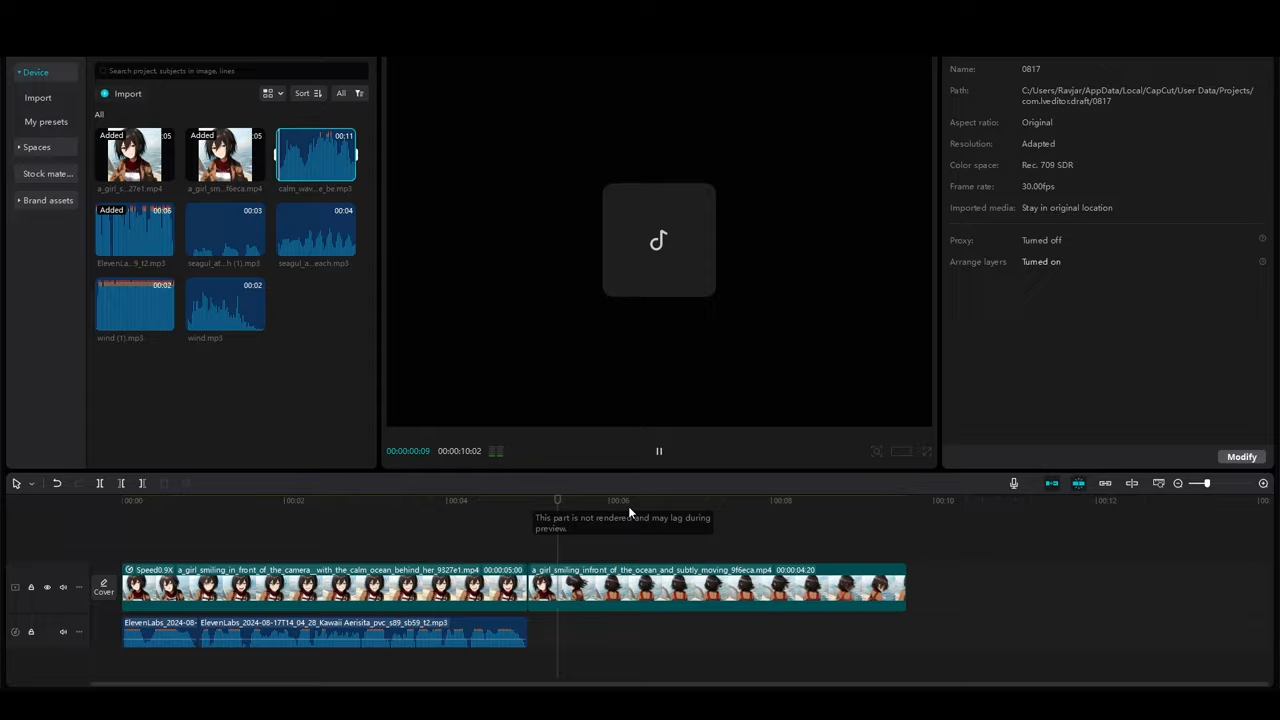 Device
Import
My presets
Spaces
Stock mate...
Brand assets
Search project, subjects in image, lines
Import
Sort
All
All
Added
:05
a_girl_s...27e1.mp4
Added
:05
a_girl_sm...f6eca.mp4
00:11
calm_wav...e_be.mp3
Added
00:06
ElevenLa...9_t2.mp3
00:03
seagul_at...h (1).mp3
00:04
seagul_a...each.mp3
00:02
wind (1).mp3
00:02
wind.mp3
00:00:00:09
00:00:10:02
Name:
0817
Path:
C:/Users/Ravjar/AppData/Local/CapCut/User Data/Projects/
com.lveditor.draft/0817
Aspect ratio:
Original
Resolution:
Adapted
Color space:
Rec. 709 SDR
Frame rate:
30.00fps
Imported media:
Stay in original location
Proxy:
Turned off
Arrange layers
Turned on
Modify
00:00
00:02
00:04
00:06
00:08
00:10
00:12
00:
This part is not rendered and may lag during
preview.
Cover
Speed0.9X a_girl_smiling_in_front_of_the_camera__with_the_calm_ocean_behind_her_9327e1.mp4 00:00:05:00
a_girl_smiling_infront_of_the_ocean_and_subtly_moving_9f6eca.mp4 00:00:04:20
ElevenLabs_2024-08-
ElevenLabs_2024-08-17T14_04_28_Kawaii Aerisita_pvc_s89_sb59_t2.mp3